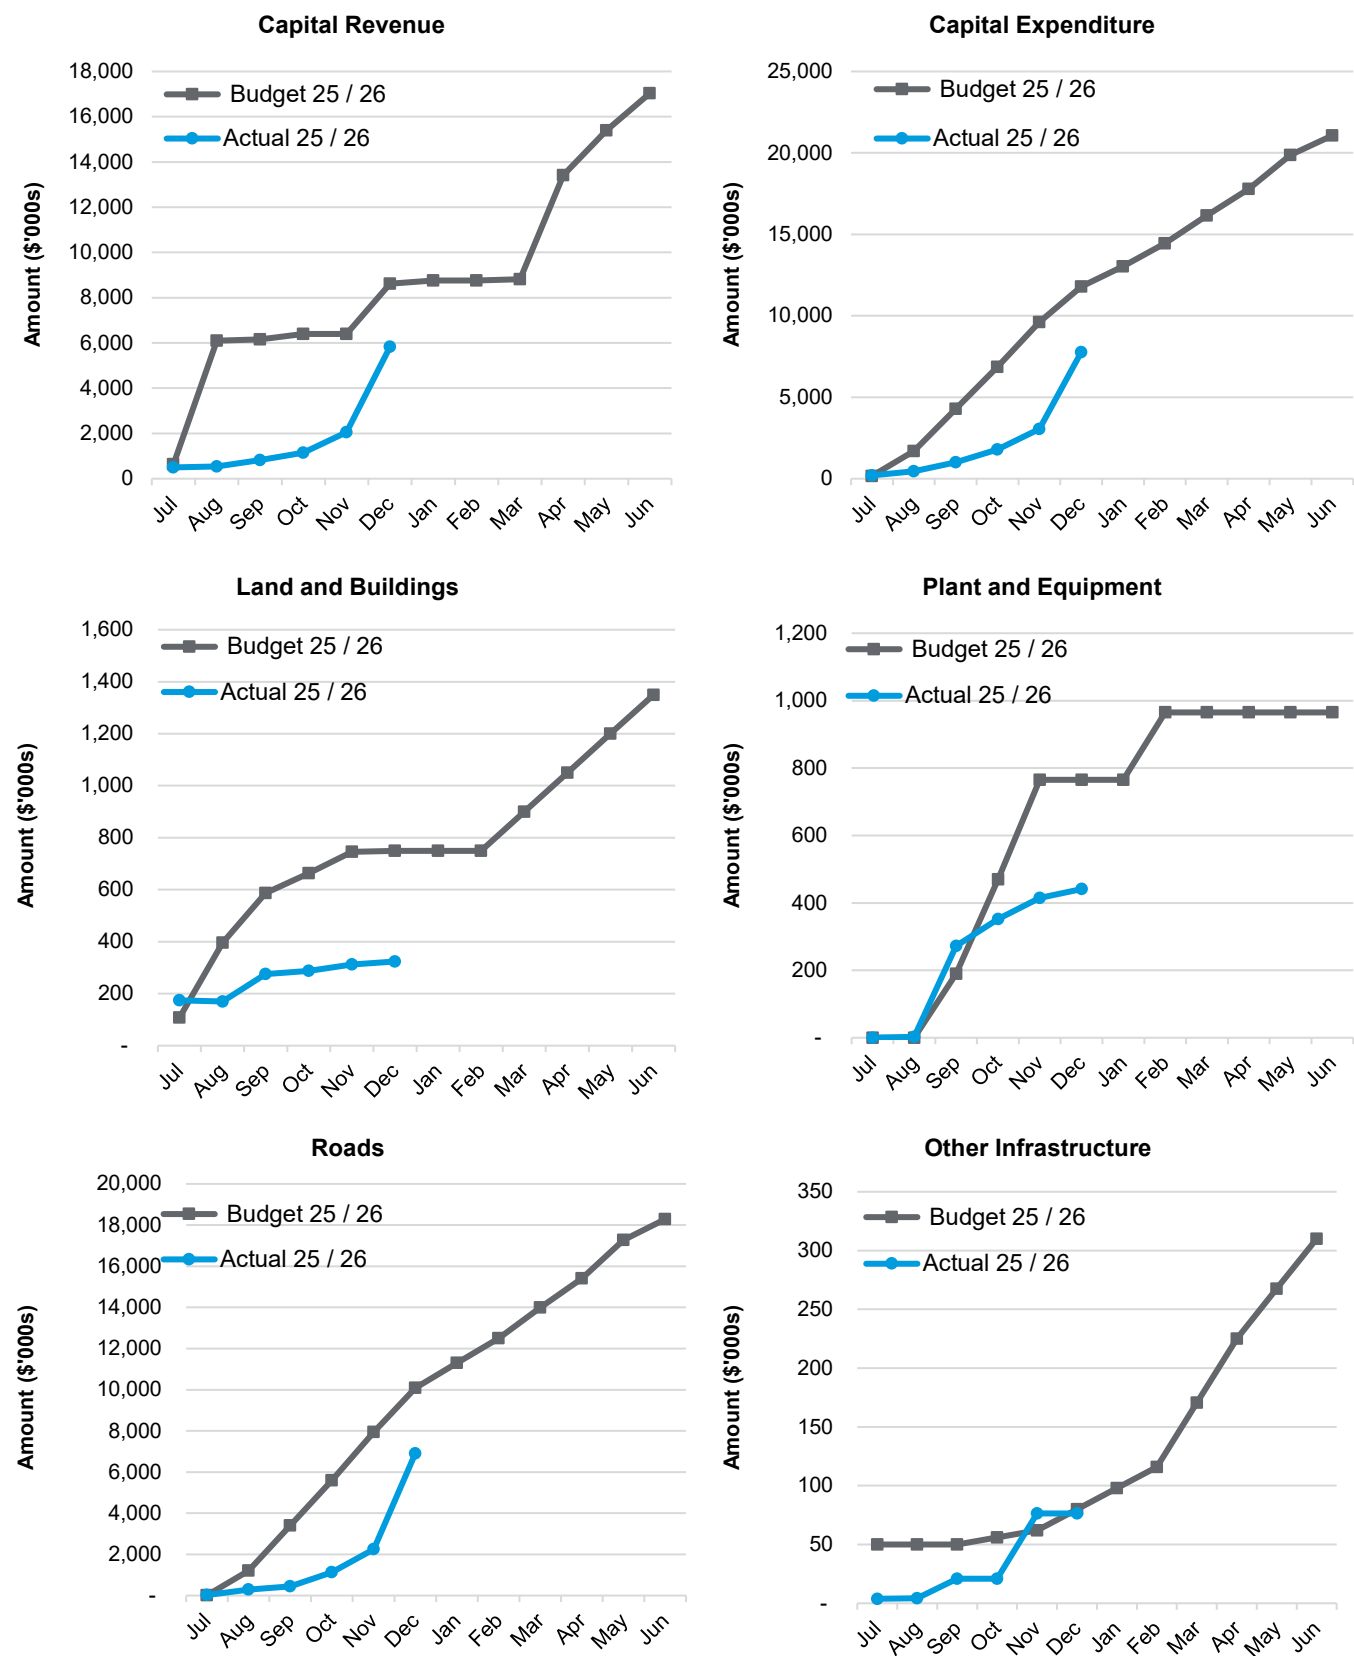 Capital Revenue
Amount ($'000s)
18,000
16,000
14,000
12,000
10,000
8,000
6,000
4,000
2,000
0
Budget 25 / 26
Actual 25 / 26
Jul Aug Sep Oct Nov Dec Jan Feb Mar Apr May Jun
Capital Expenditure
Amount ($'000s)
25,000
20,000
15,000
10,000
5,000
0
Budget 25 / 26
Actual 25 / 26
Jul Aug Sep Oct Nov Dec Jan Feb Mar Apr May Jun
Land and Buildings
Amount ($'000s)
1,600
1,400
1,200
1,000
800
600
400
200
-
Budget 25 / 26
Actual 25 / 26
Jul Aug Sep Oct Nov Dec Jan Feb Mar Apr May Jun
Plant and Equipment
Amount ($'000s)
1,200
1,000
800
600
400
200
-
Budget 25 / 26
Actual 25 / 26
Jul Aug Sep Oct Nov Dec Jan Feb Mar Apr May Jun
Roads
Amount ($'000s)
20,000
18,000
16,000
14,000
12,000
10,000
8,000
6,000
4,000
2,000
-
Budget 25 / 26
Actual 25 / 26
Jul Aug Sep Oct Nov Dec Jan Feb Mar Apr May Jun
Other Infrastructure
Amount ($'000s)
350
300
250
200
150
100
50
-
Budget 25 / 26
Actual 25 / 26
Jul Aug Sep Oct Nov Dec Jan Feb Mar Apr May Jun